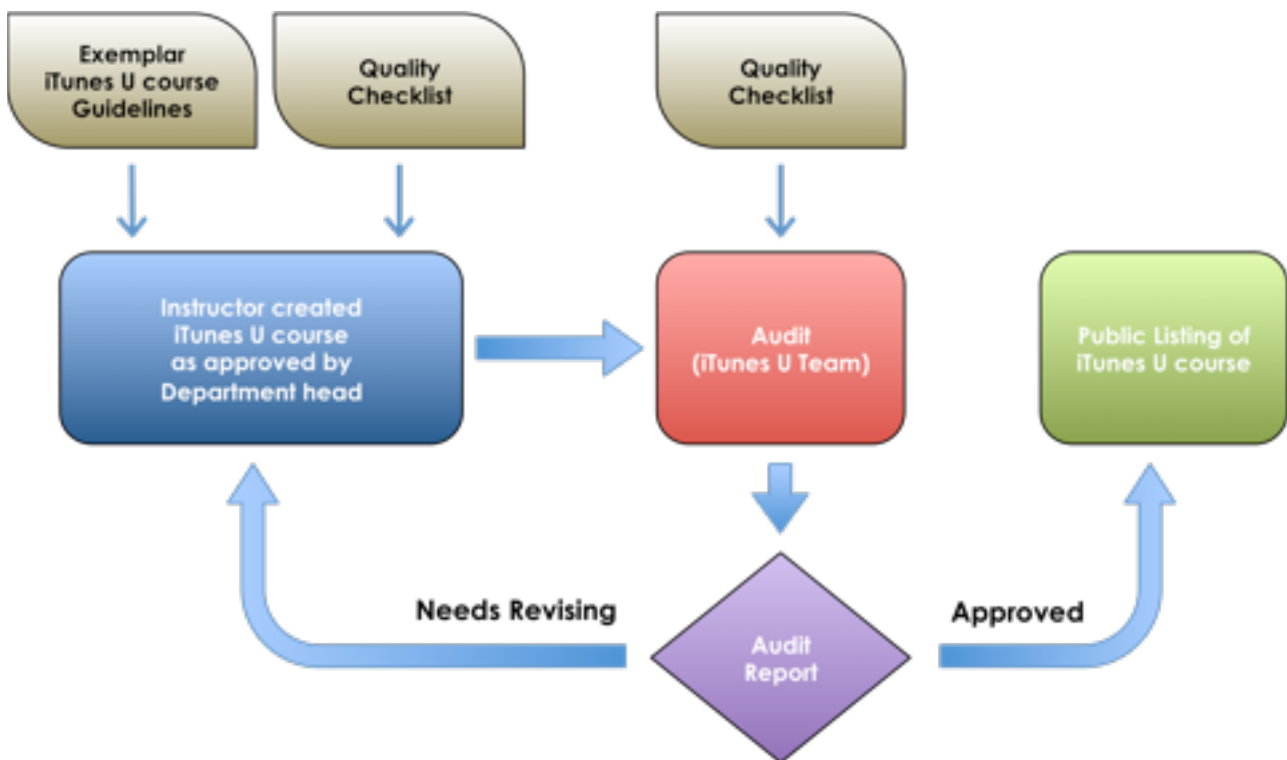 Exemplar
iTunes U course
Guidelines
Quality
Checklist
Quality
Checklist
Instructor created
iTunes U course
as approved by
Department head
Audit
(iTunes U Team)
Public Listing of
iTunes U course
Needs Revising
Approved
Audit
Report